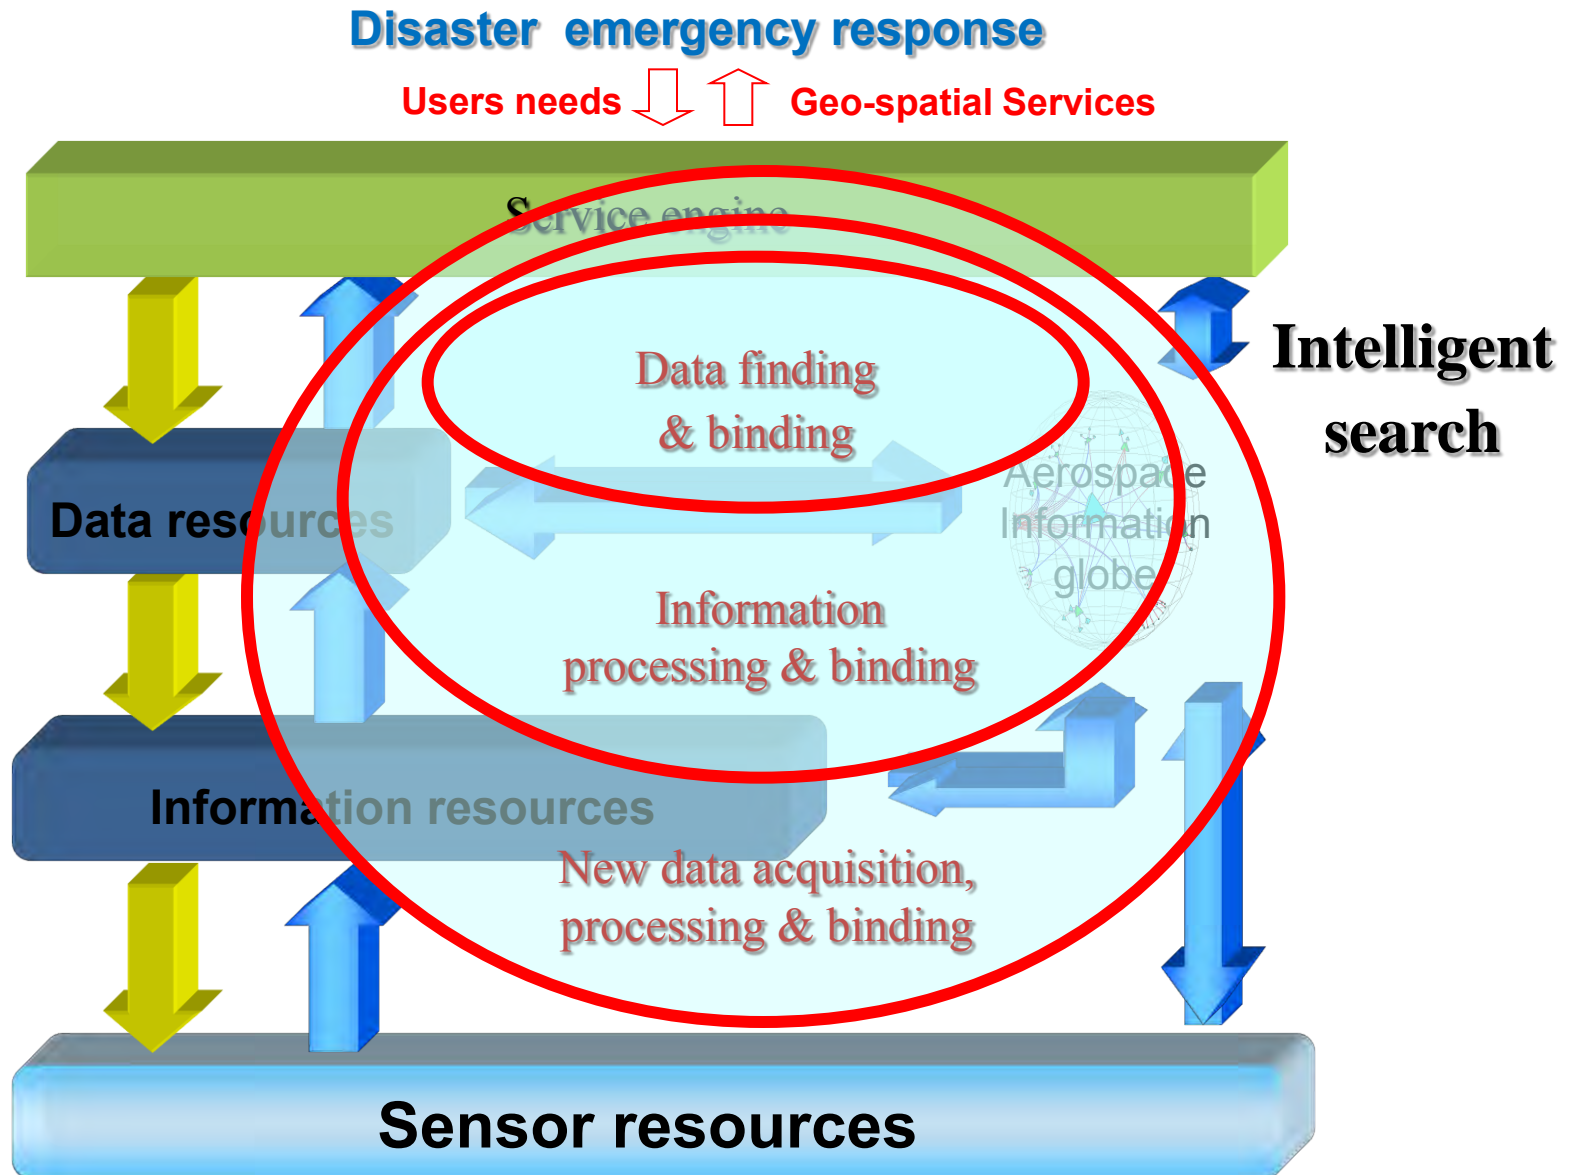 Disaster emergency response
Users needs
Geo-spatial Services
Service engine
Intelligent
search
Data finding
& binding
Aerospace
Information
globe
Data resources
Information
processing & binding
Information resources
New data acquisition,
processing & binding
Sensor resources